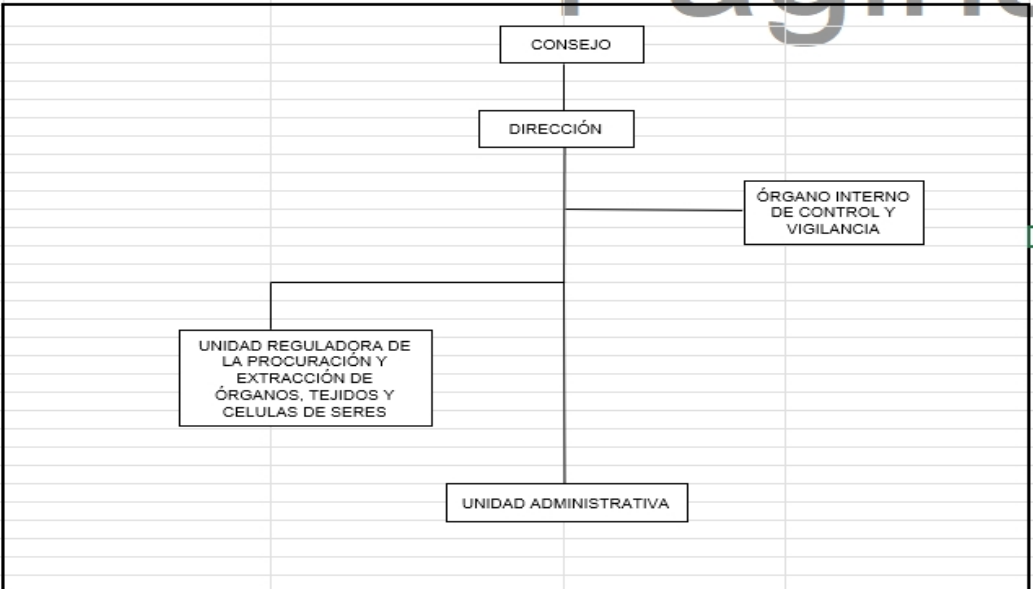 CONSEJO
DIRECCIÓN
ÓRGANO INTERNO
DE CONTROL Y
VIGILANCIA
UNIDAD REGULADORA DE
LA PROCURACIÓN Y
EXTRACCIÓN DE
ÓRGANOS, TEJIDOS Y
CELULAS DE SERES
UNIDAD ADMINISTRATIVA